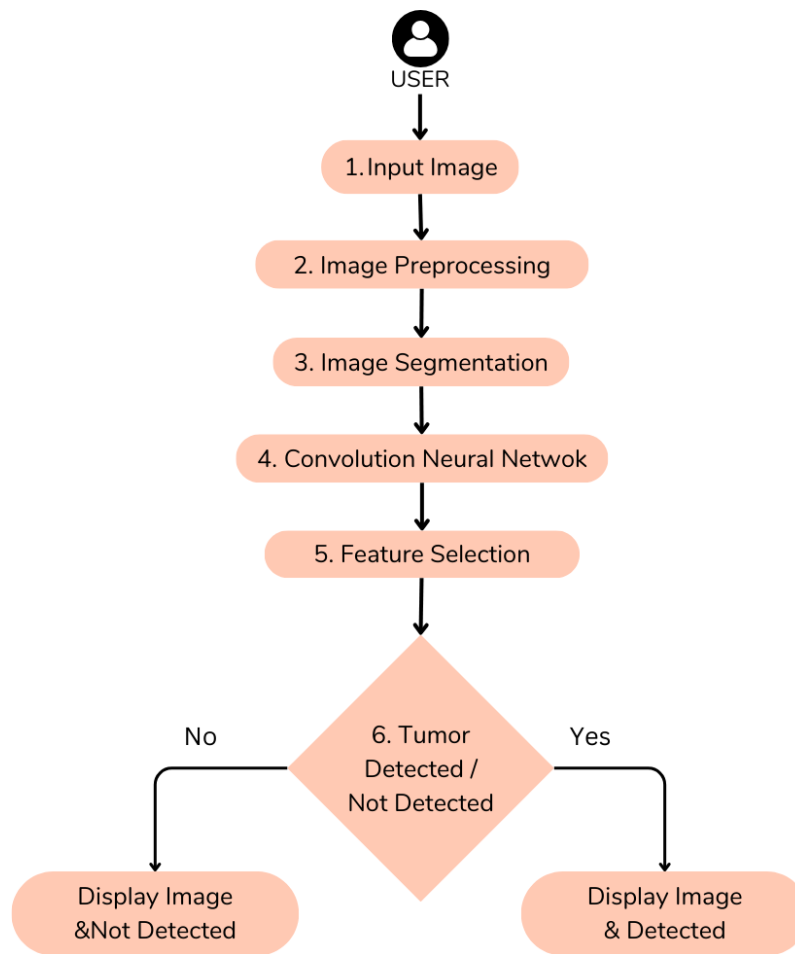 USER
1.Input Image
2. Image Preprocessing
3. Image Segmentation
4. Convolution Neural Netwok
5. Feature Selection
6. Tumor
Detected /
Not Detected
No
Yes
Display Image
&Not Detected
Display Image
& Detected